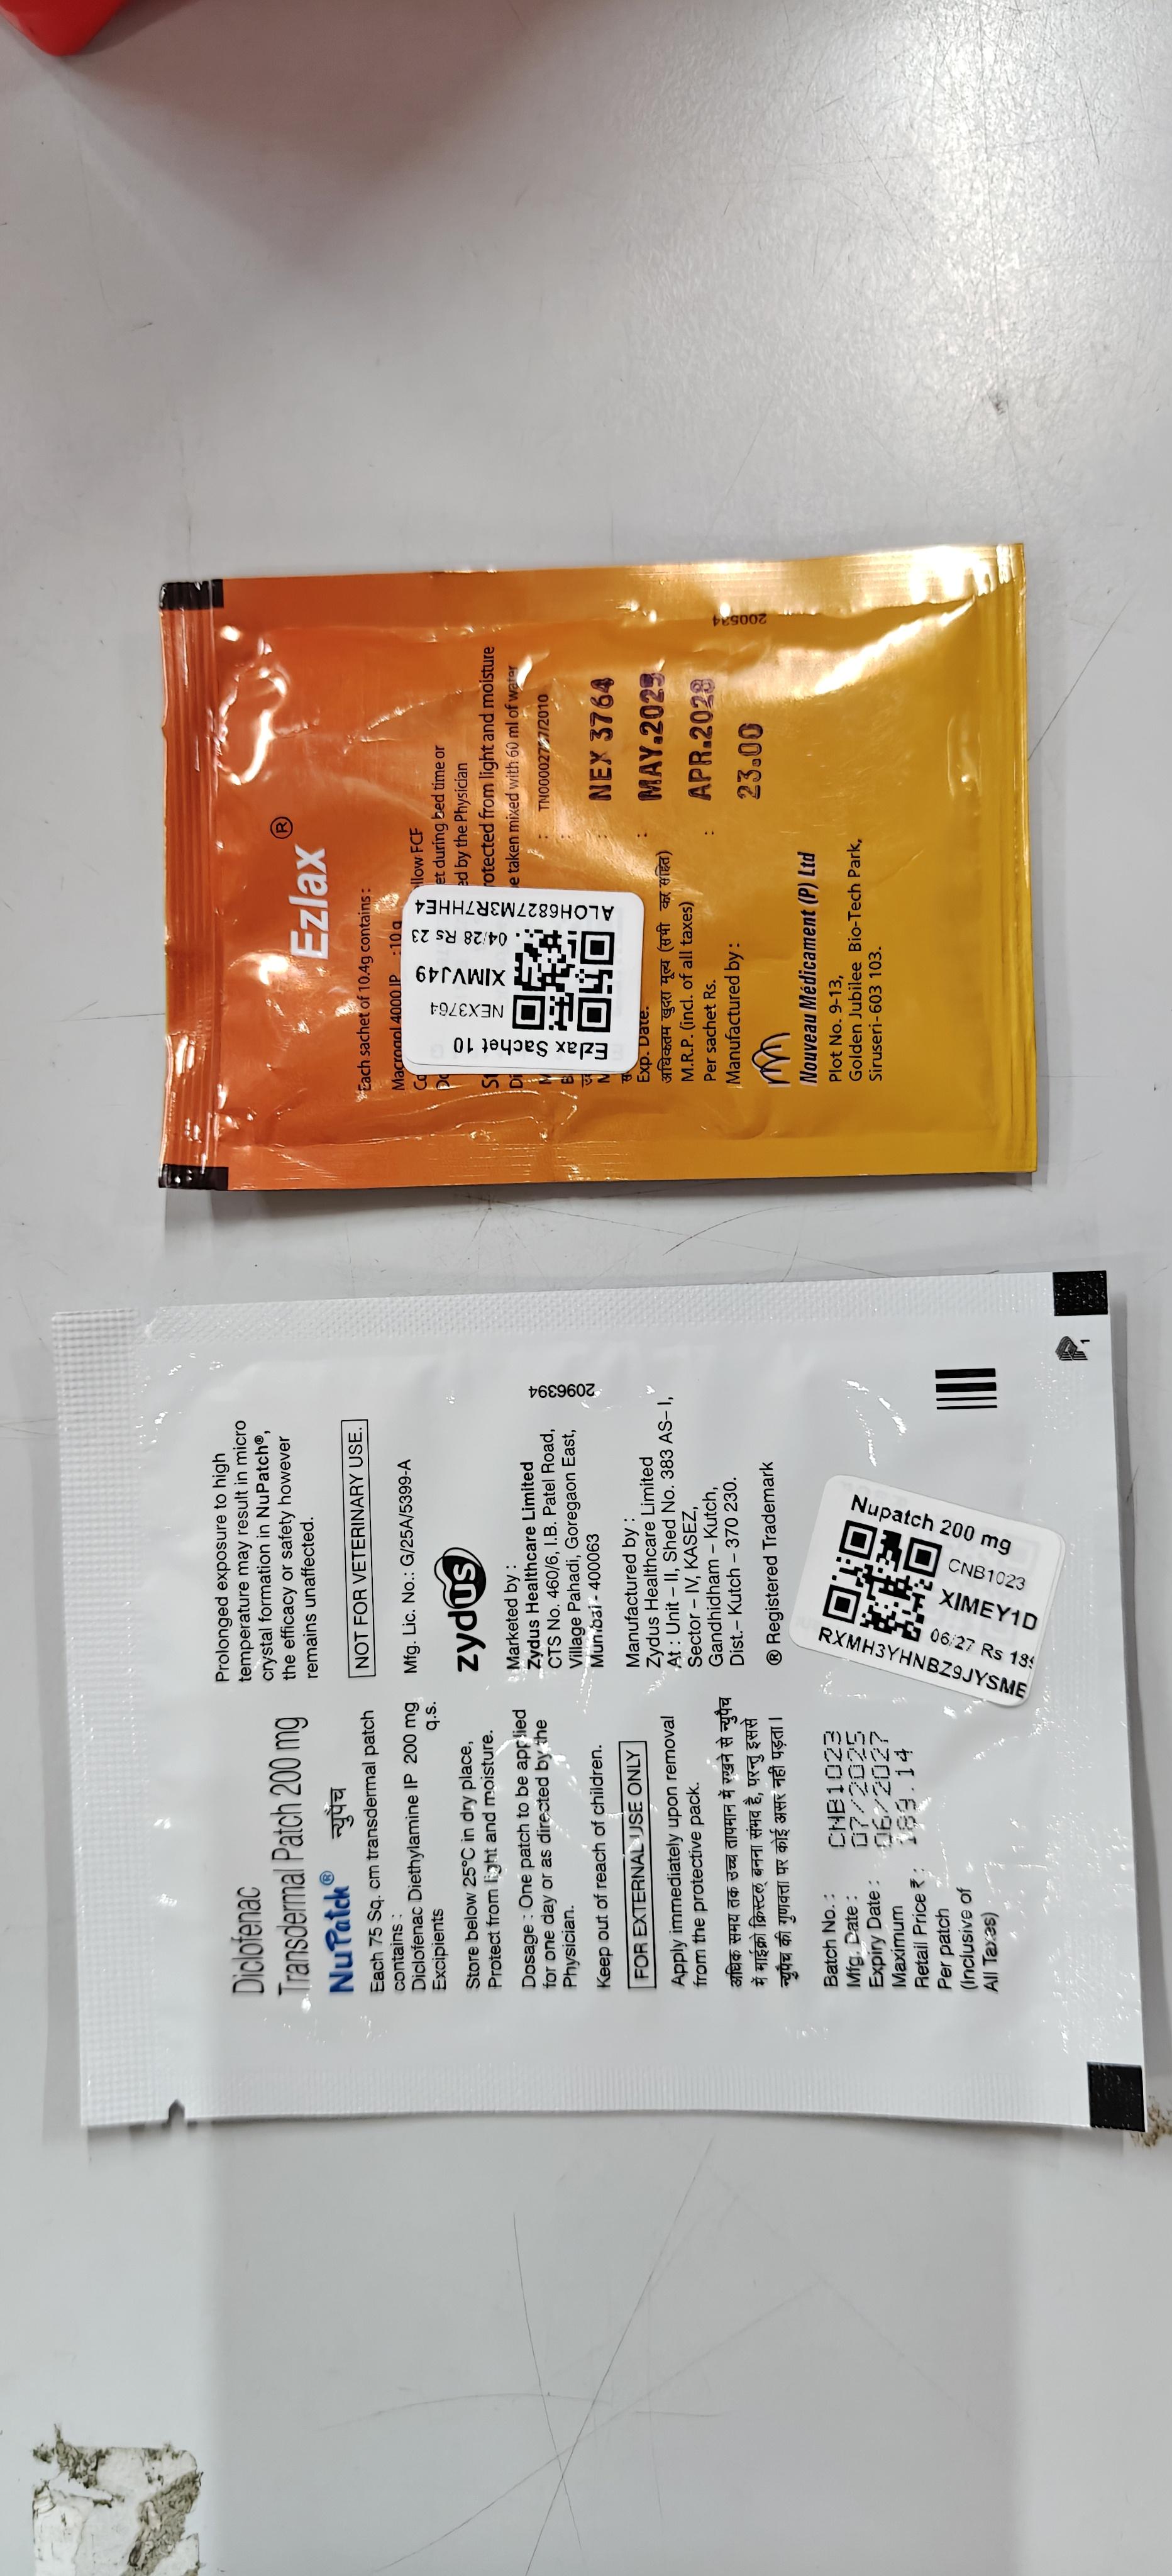 Diclofenac
Transdermal Patch 200 mg
NuPatch® न्युपैच
Each 75 Sq. cm transdermal patch
contains :
Diclofenac Diethylamine IP 200 mg
Excipients q.s.
Store below 25°C in dry place,
Protect from light and moisture.
Dosage : One patch to be applied
for one day or as directed by the
Physician.
Keep out of reach of children.
FOR EXTERNAL USE ONLY
Apply immediately upon removal
from the protective pack.
अधिक समय तक उच्च तापमान में रखने से न्युपैच
में माईक्रो क्रिस्टल् बनना संमव है, परन्तु इससे
न्युपैच की गुणवत्ता पर कोई असर नही पड़ता।
Batch No. : CNB1023
Mfg. Date : 07/2025
Expiry Date : 06/2027
Maximum
Retail Price ₹ : 189.14
Per patch
(Inclusive of
All Taxes)
Prolonged exposure to high
temperature may result in micro
crystal formation in NuPatch®,
the efficacy or safety however
remains unaffected.
NOT FOR VETERINARY USE.
Mfg. Lic. No.: G/25A/5399-A
zydus
Marketed by :
Zydus Healthcare Limited
CTS No. 460/6, I.B. Patel Road,
Village Pahadi, Goregaon East,
Mumbai - 400063
2096394
Manufactured by :
Zydus Healthcare Limited
At : Unit – II, Shed No. 383 AS– I,
Sector – IV, KASEZ,
Gandhidham – Kutch,
Dist.– Kutch – 370 230.
® Registered Trademark
Nupatch 200 mg
CNB1023
XIMEY1D
06/27 Rs 189
RXMH3YHNBZ9JYSME
P1
Ezlax®
Each sachet of 10.4g contains :
Macrogol 4000 IP : 10 g
llow FCF
et during bed time or
ed by the Physician
rotected from light and moisture
e taken mixed with 60 ml of water
NEX 3764
MAY.2025
Exp. Date. : APR.2028
अधिकतम खुदरा मूल्य (सभी कर सहित)
M.R.P. (incl. of all taxes)
Per sachet Rs. : 23.00
200534
Manufactured by :
Nouveau Médicament (P) Ltd
Plot No. 9-13,
Golden Jubilee Bio-Tech Park,
Siruseri-603 103.
Ezlax Sachet 10
NEX3764
XIMVJ49
04/28 Rs 23
ALOH6827M3R7HHE4